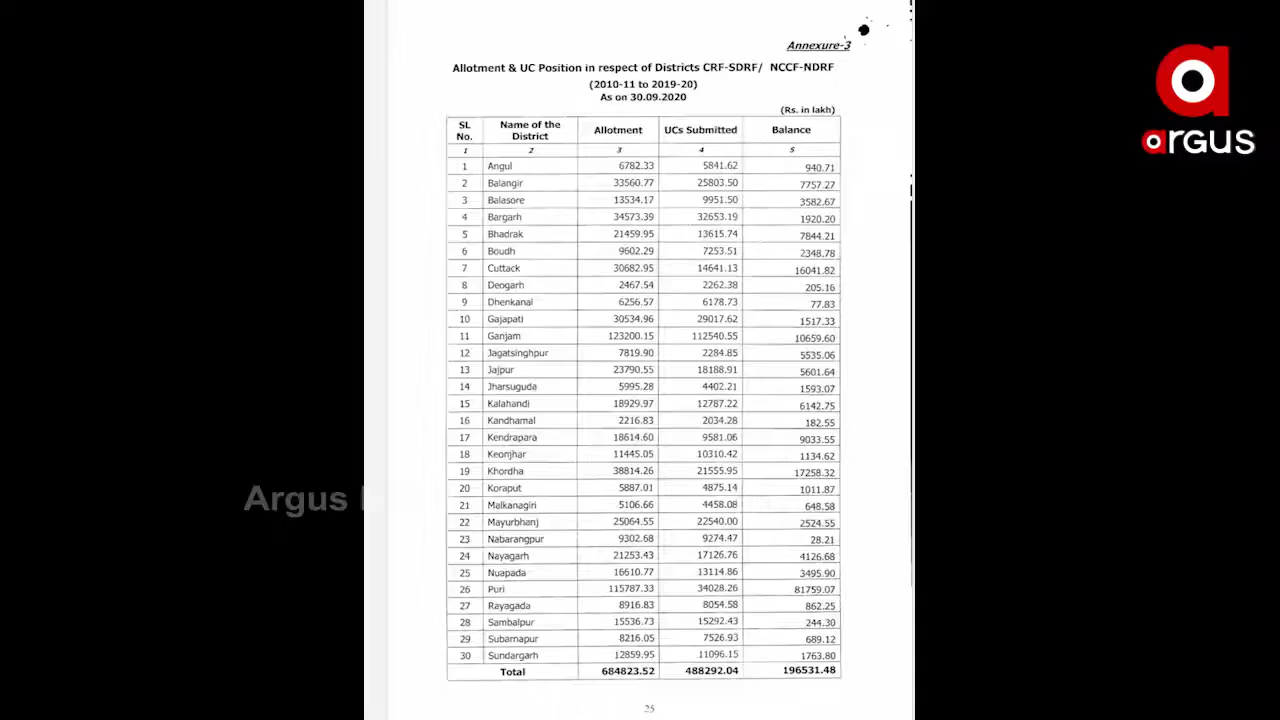 Annexure-3
Allotment & UC Position in respect of Districts CRF-SDRF/ NCCF-NDRF
(2010-11 to 2019-20)
As on 30.09.2020
(Rs. in lakh)
SL No. Name of the District Allotment UCs Submitted Balance
1 2 3 4 5
1 Angul 6782.33 5841.62 940.71
2 Balangir 33560.77 25803.50 7757.27
3 Balasore 13534.17 9951.50 3582.67
4 Bargarh 34573.39 32653.19 1920.20
5 Bhadrak 21459.95 13615.74 7844.21
6 Boudh 9602.29 7253.51 2348.78
7 Cuttack 30682.95 14641.13 16041.82
8 Deogarh 2467.54 2262.38 205.16
9 Dhenkanal 6256.57 6178.73 77.83
10 Gajapati 30534.96 29017.62 1517.33
11 Ganjam 123200.15 112540.55 10659.60
12 Jagatsinghpur 7819.90 2284.85 5535.06
13 Jajpur 23790.55 18188.91 5601.64
14 Jharsuguda 5995.28 4402.21 1593.07
15 Kalahandi 18929.97 12787.22 6142.75
16 Kandhamal 2216.83 2034.28 182.55
17 Kendrapara 18614.60 9581.06 9033.55
18 Keonjhar 11445.05 10310.42 1134.62
19 Khordha 38814.26 21555.95 17258.32
20 Koraput 5887.01 4875.14 1011.87
21 Malkanagiri 5106.66 4458.08 648.58
22 Mayurbhanj 25064.55 22540.00 2524.55
23 Nabarangpur 9302.68 9274.47 28.21
24 Nayagarh 21253.43 17126.76 4126.68
25 Nuapada 16610.77 13114.86 3495.90
26 Puri 115787.33 34028.26 81759.07
27 Rayagada 8916.83 8054.58 862.25
28 Sambalpur 15536.73 15292.43 244.30
29 Subarnapur 8216.05 7526.93 689.12
30 Sundargarh 12859.95 11096.15 1763.80
Total 684823.52 488292.04 196531.48
25
argus
Argus